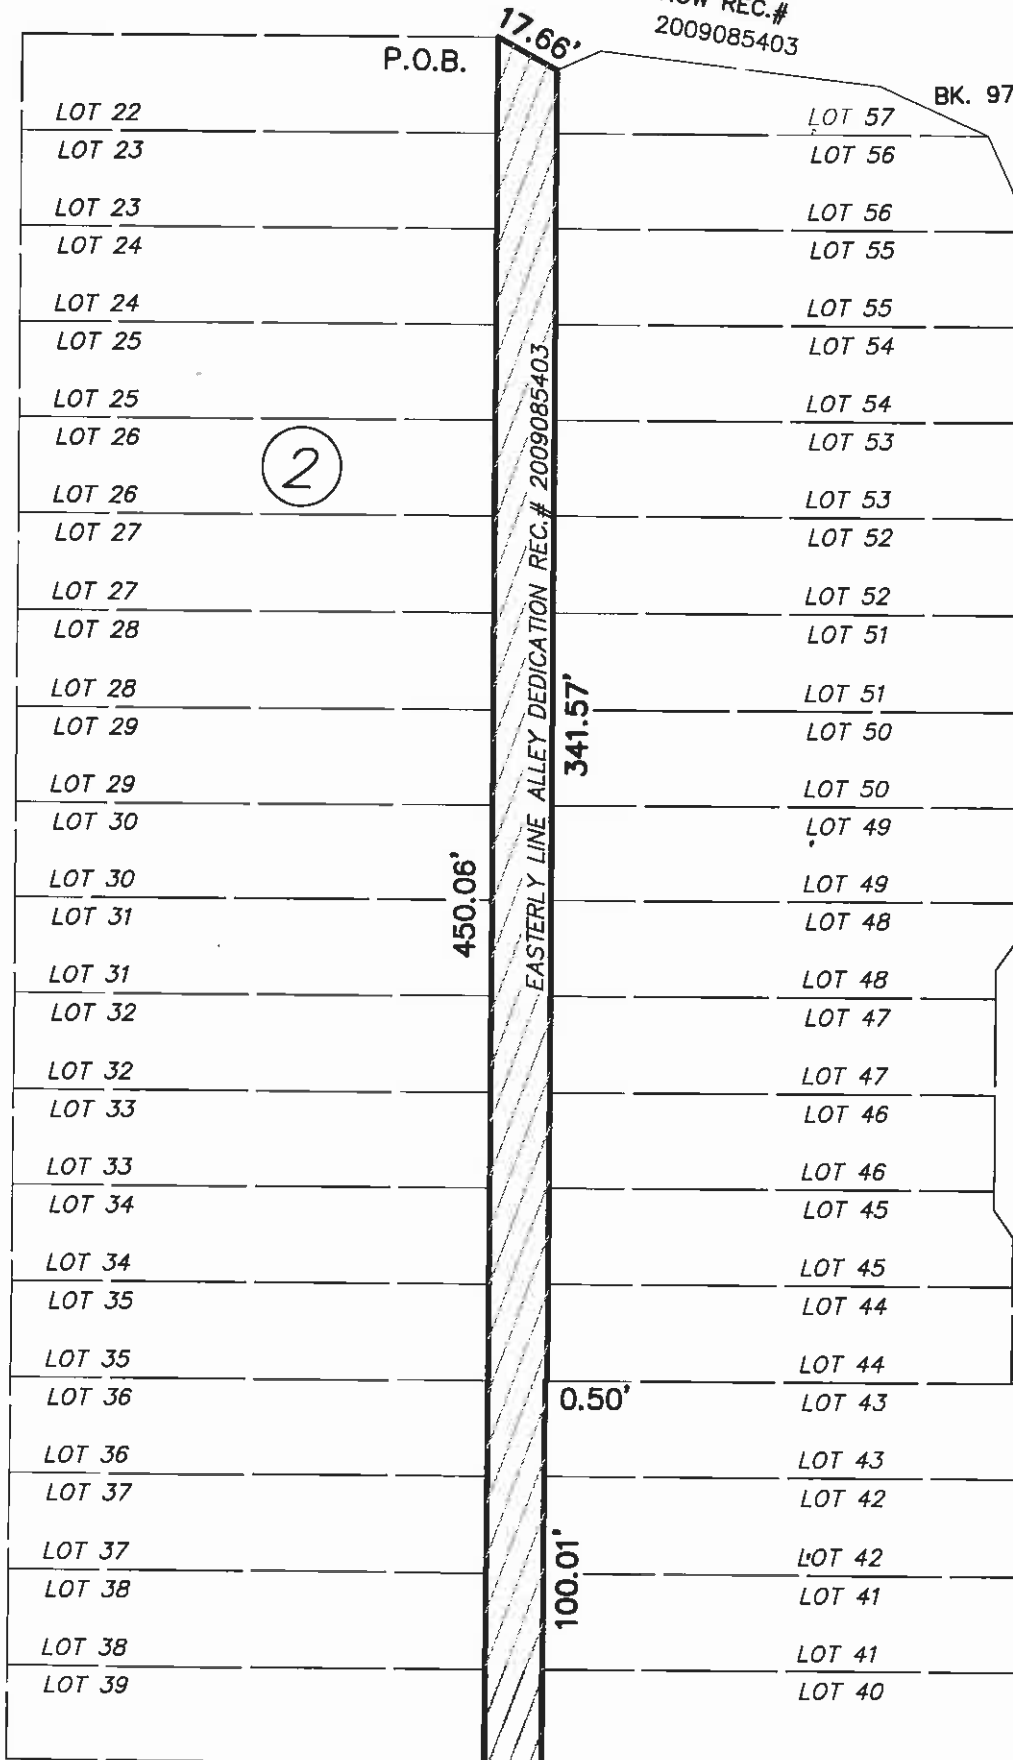 ROW REC.#
2009085403
17.66'
P.O.B.
BK. 97
LOT 22
LOT 23
LOT 23
LOT 24
LOT 24
LOT 25
LOT 25
LOT 26
LOT 26
LOT 27
LOT 27
LOT 28
LOT 28
LOT 29
LOT 29
LOT 30
LOT 30
LOT 31
LOT 31
LOT 32
LOT 32
LOT 33
LOT 33
LOT 34
LOT 34
LOT 35
LOT 35
LOT 36
LOT 36
LOT 37
LOT 37
LOT 38
LOT 38
LOT 39
2
450.06'
EASTERLY LINE ALLEY DEDICATION REC.# 2009085403
341.57'
0.50'
100.01'
LOT 57
LOT 56
LOT 56
LOT 55
LOT 55
LOT 54
LOT 54
LOT 53
LOT 53
LOT 52
LOT 52
LOT 51
LOT 51
LOT 50
LOT 50
LOT 49
LOT 49
LOT 48
LOT 48
LOT 47
LOT 47
LOT 46
LOT 46
LOT 45
LOT 45
LOT 44
LOT 44
LOT 43
LOT 43
LOT 42
LOT 42
LOT 41
LOT 41
LOT 40